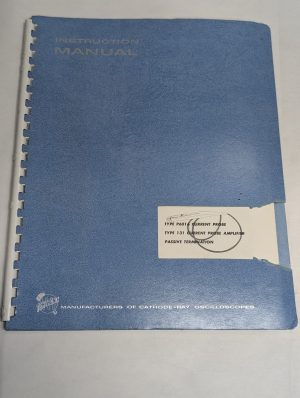 INSTRUCTION
MANUAL
TYPE P6016 CURRENT PROBE
TYPE 131 CURRENT PROBE AMPLIFIER
PASSIVE TERMINATION
MANUFACTURERS OF CATHODE-RAY OSCILLOSCOPES